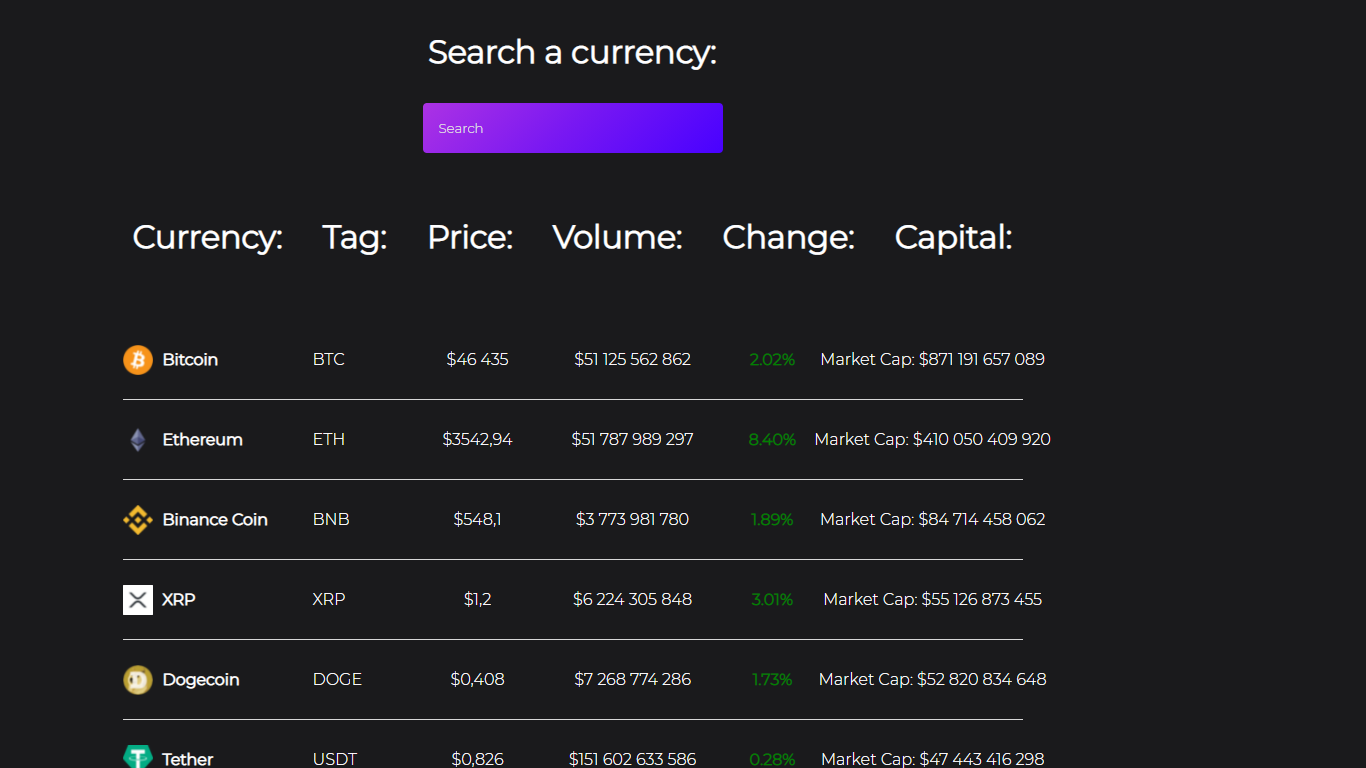 Search a currency:
Search
Currency: Tag: Price: Volume: Change: Capital:
Bitcoin BTC $46 435 $51 125 562 862 2.02% Market Cap: $871 191 657 089
Ethereum ETH $3542,94 $51 787 989 297 8.40% Market Cap: $410 050 409 920
Binance Coin BNB $548,1 $3 773 981 780 1.89% Market Cap: $84 714 458 062
XRP XRP $1,2 $6 224 305 848 3.01% Market Cap: $55 126 873 455
Dogecoin DOGE $0,408 $7 268 774 286 1.73% Market Cap: $52 820 834 648
Tether USDT $0,826 $151 602 633 586 0.28% Market Cap: $47 443 416 298